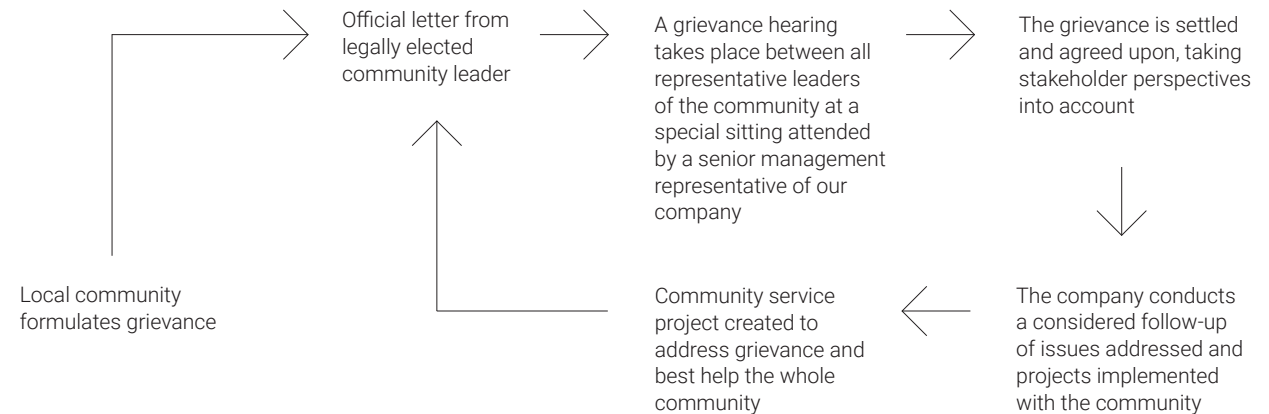 Official letter from
legally elected
community leader
A grievance hearing
takes place between all
representative leaders
of the community at a
special sitting attended
by a senior management
representative of our
company
The grievance is settled
and agreed upon, taking
stakeholder perspectives
into account
Local community
formulates grievance
Community service
project created to
address grievance and
best help the whole
community
The company conducts
a considered follow-up
of issues addressed and
projects implemented
with the community